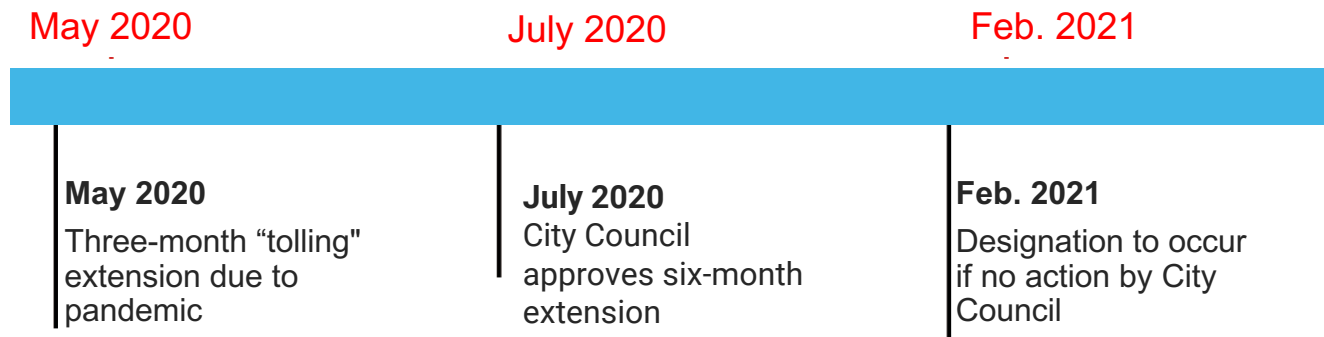 May 2020
July 2020
Feb. 2021
May 2020
Three-month “tolling"
extension due to
pandemic
July 2020
City Council
approves six-month
extension
Feb. 2021
Designation to occur
if no action by City
Council